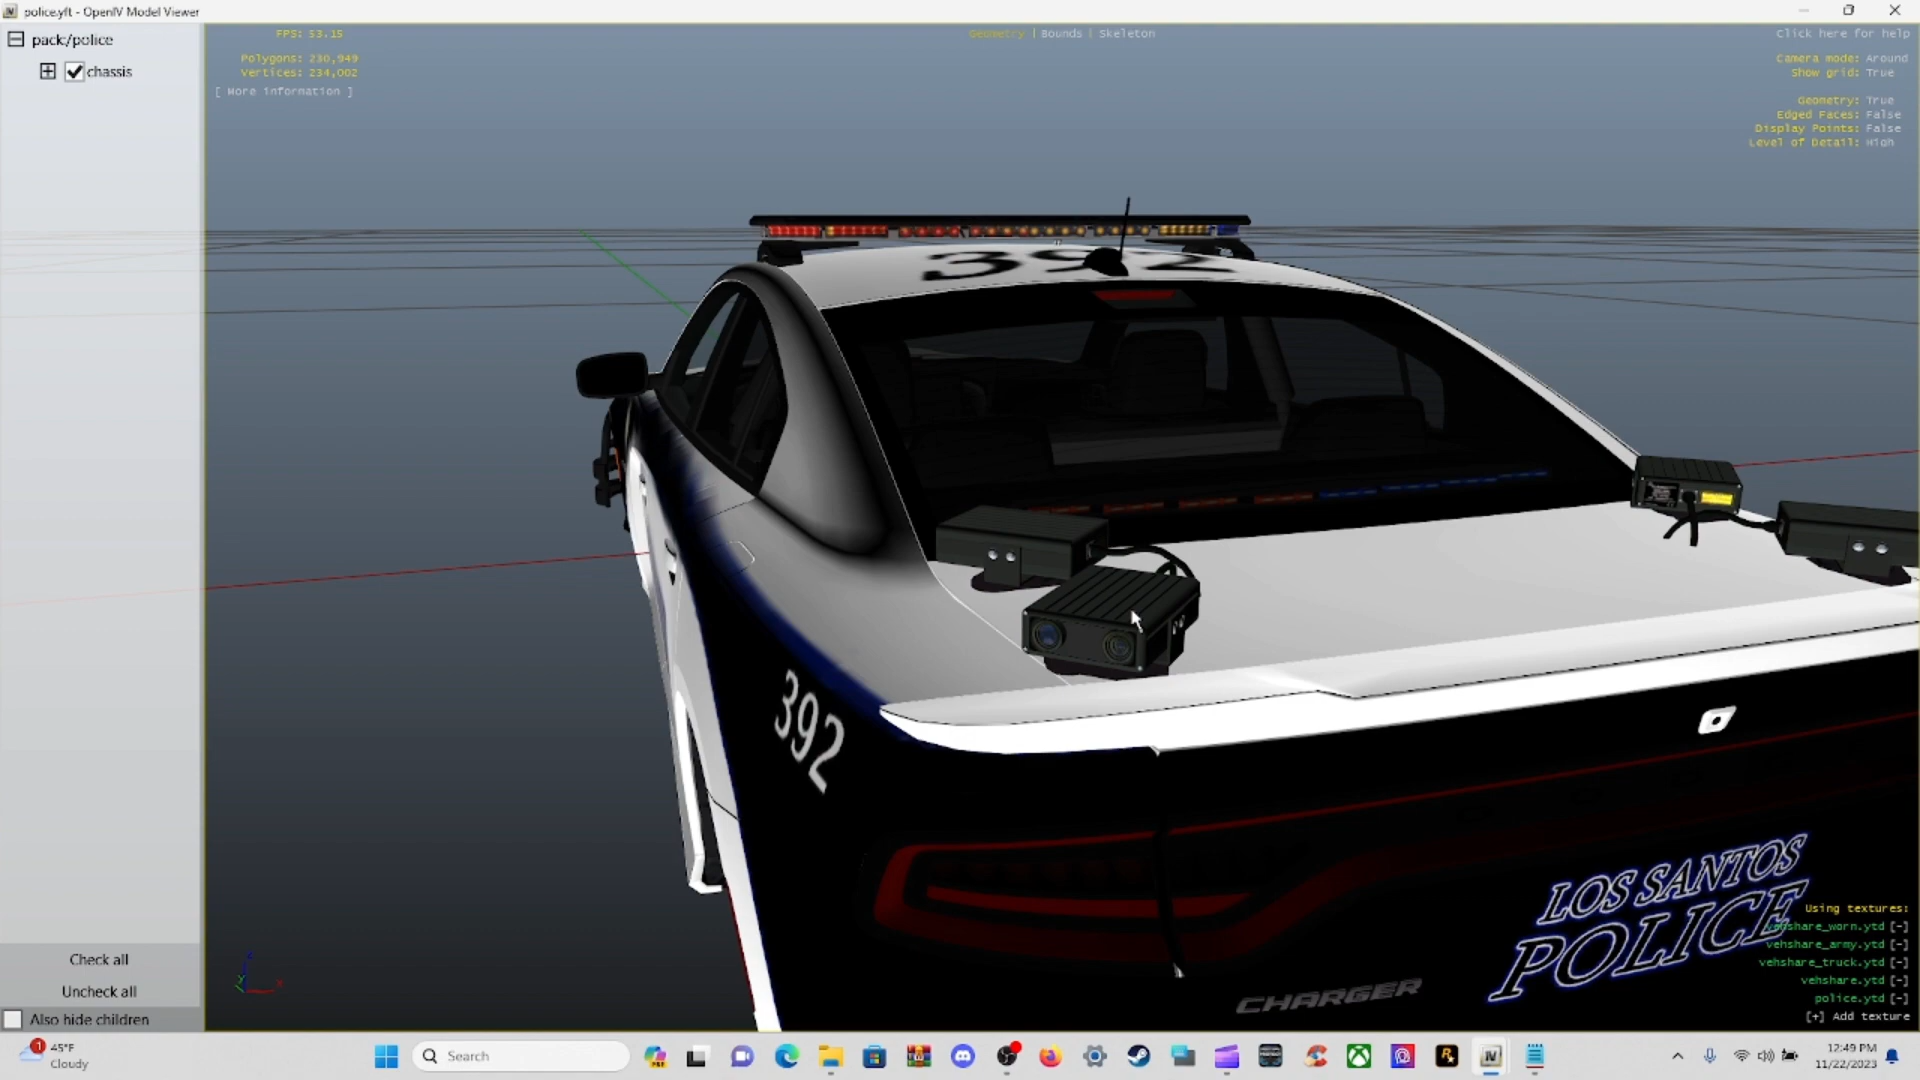 police.yft - OpenIV Model Viewer
pack:/police
chassis
FPS: 53.15
Polygons: 230,949
Vertices: 234,002
[ More information ]
Geometry | Bounds | Skeleton
Click here for help
Camera mode: Around
Show grid: True
Geometry: True
Edged Faces: False
Display Points: False
Level of Detail: High
392
392
LOS SANTOS
POLICE
CHARGER
Using textures:
vehshare_worn.ytd [-]
vehshare_army.ytd [-]
vehshare_truck.ytd [-]
vehshare.ytd [-]
police.ytd [-]
[+] Add texture
Check all
Uncheck all
Also hide children
1
45°F
Cloudy
Search
12:49 PM
11/22/2023